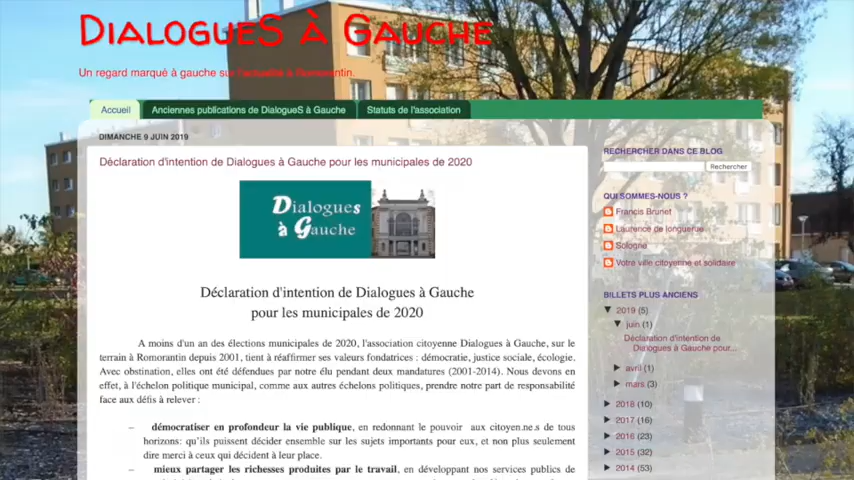 DialogueS à Gauche
Un regard marqué à gauche sur l'actualité à Romorantin.
Accueil
Anciennes publications de DialogueS à Gauche
Statuts de l'association
DIMANCHE 9 JUIN 2019
Déclaration d'intention de Dialogues à Gauche pour les municipales de 2020
Dialogues
à Gauche
Déclaration d'intention de Dialogues à Gauche
pour les municipales de 2020
A moins d'un an des élections municipales de 2020, l'association citoyenne Dialogues à Gauche, sur le
terrain à Romorantin depuis 2001, tient à réaffirmer ses valeurs fondatrices : démocratie, justice sociale, écologie.
Avec obstination, elles ont été défendues par notre élu pendant deux mandatures (2001-2014). Nous devons en
effet, à l'échelon politique municipal, comme aux autres échelons politiques, prendre notre part de responsabilité
face aux défis à relever :
– démocratiser en profondeur la vie publique, en redonnant le pouvoir aux citoyen.ne.s de tous
horizons: qu'ils puissent décider ensemble sur les sujets importants pour eux, et non plus seulement
dire merci à ceux qui décident à leur place.
– mieux partager les richesses produites par le travail, en développant nos services publics de
RECHERCHER DANS CE BLOG
Rechercher
QUI SOMMES-NOUS ?
Francis Brunet
Laurence de longuerue
Sologne
Votre ville citoyenne et solidaire
BILLETS PLUS ANCIENS
▼ 2019 (5)
▼ juin (1)
Déclaration d'intention de
Dialogues à Gauche pour...
► avril (1)
► mars (3)
► 2018 (10)
► 2017 (16)
► 2016 (23)
► 2015 (32)
► 2014 (53)